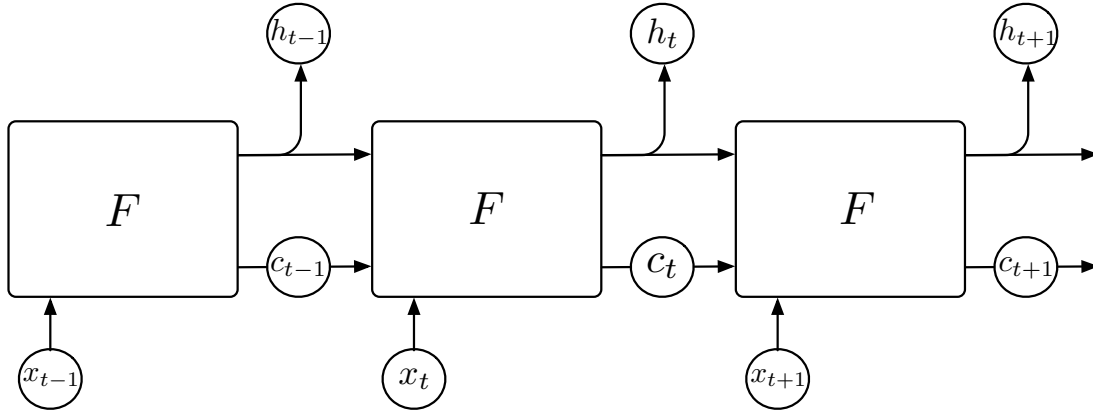 h_{t-1} h_t h_{t+1}
F F F
c_{t-1} c_t c_{t+1}
x_{t-1} x_t x_{t+1}